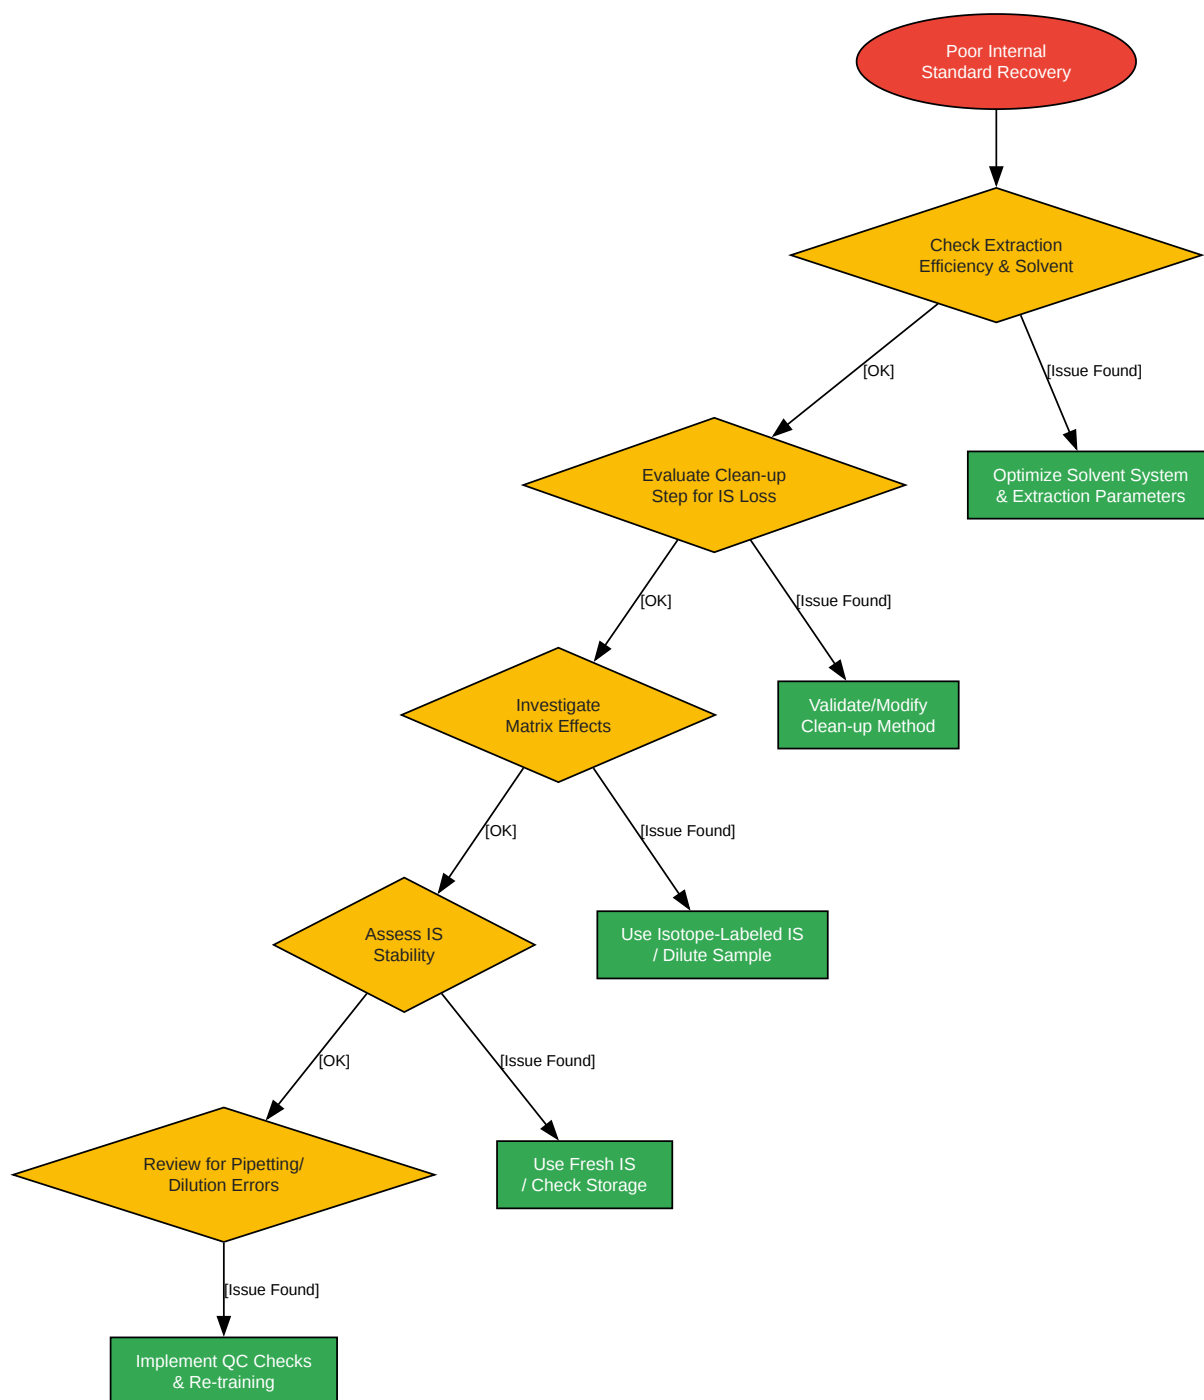 Poor Internal
Standard Recovery
Check Extraction
Efficiency & Solvent
[OK]
[Issue Found]
Optimize Solvent System
& Extraction Parameters
Evaluate Clean-up
Step for IS Loss
[OK]
[Issue Found]
Validate/Modify
Clean-up Method
Investigate
Matrix Effects
[OK]
[Issue Found]
Use Isotope-Labeled IS
/ Dilute Sample
Assess IS
Stability
[OK]
[Issue Found]
Use Fresh IS
/ Check Storage
Review for Pipetting/
Dilution Errors
[Issue Found]
Implement QC Checks
& Re-training